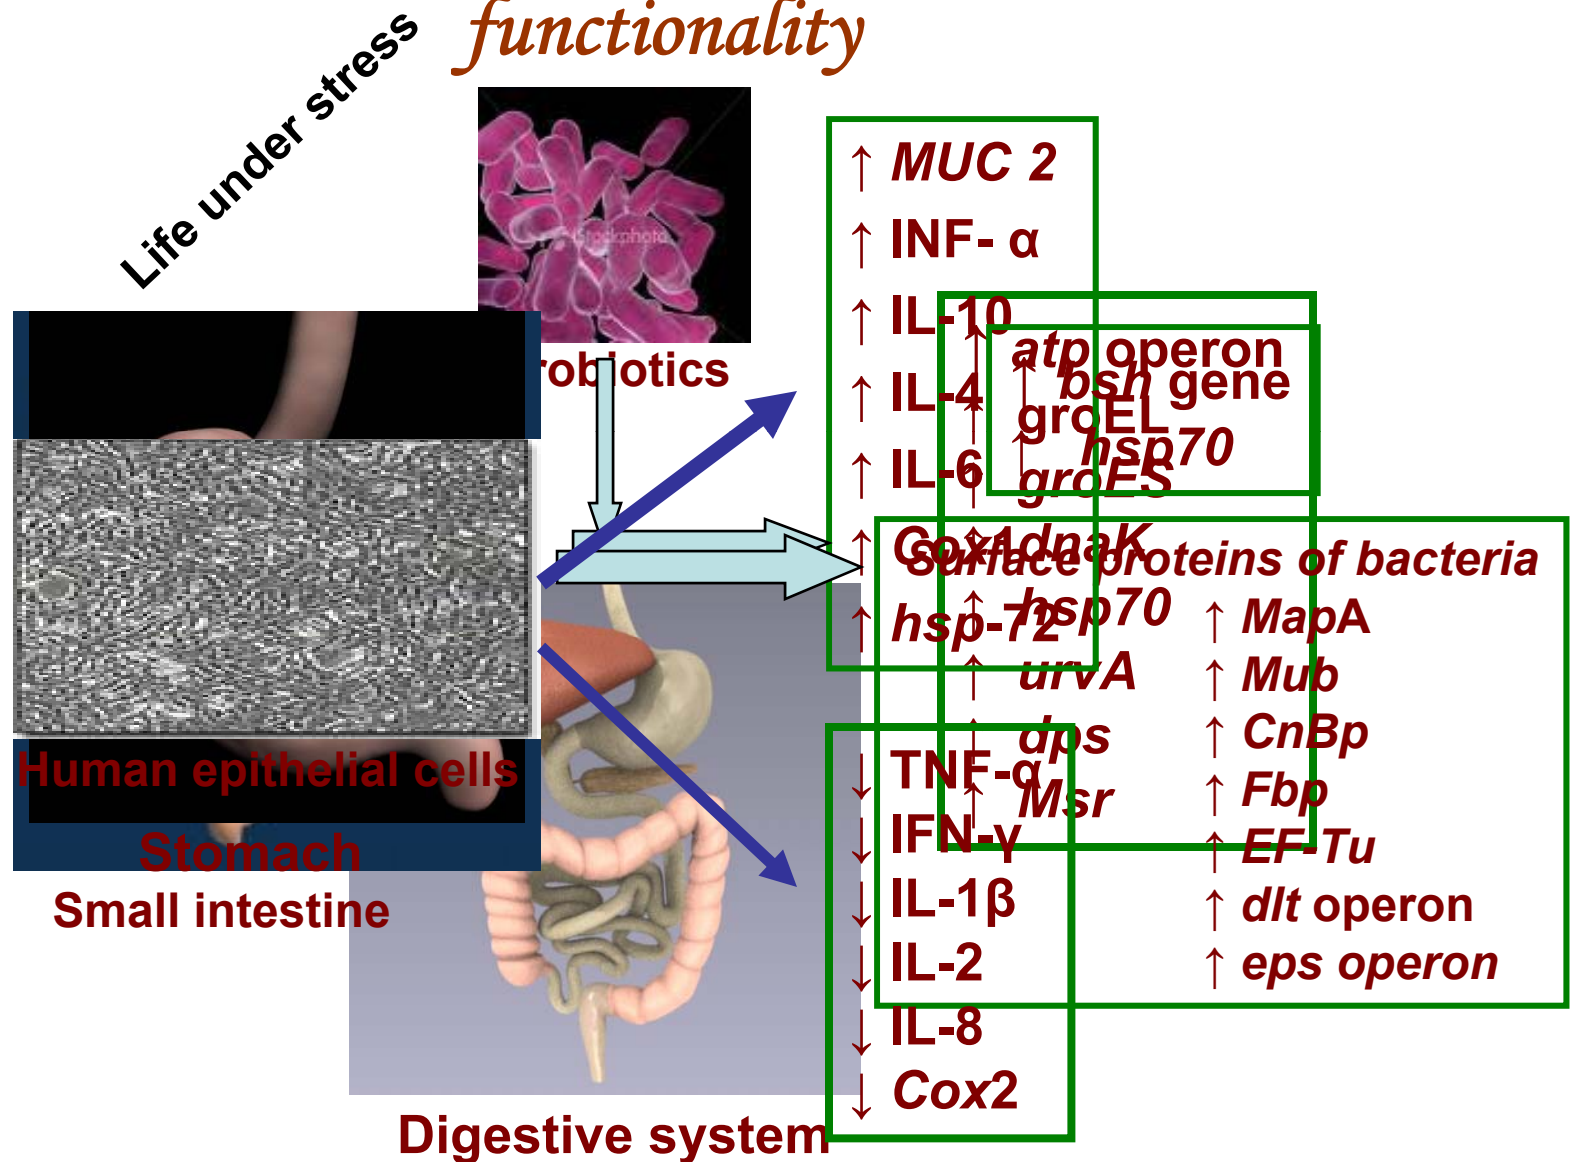 functionality
Life under stress
robiotics
↑ MUC 2
↑ INF- α
↑ IL-10
↑ IL-4
↑ IL-6
↑ Cox1
↑ hsp-72
↑ atp operon
↑ groEL
↑ groES
↑ dnaK
↑ hsp70
↑ urvA
↑ dps
↑ Msr
↑ bsh gene
↑ hsp70
Surface proteins of bacteria
↑ MapA
↑ Mub
↑ CnBp
↑ Fbp
↑ EF-Tu
↑ dlt operon
↑ eps operon
↓ TNF-α
↓ IFN-γ
↓ IL-1β
↓ IL-2
↓ IL-8
↓ Cox2
Human epithelial cells
Stomach
Small intestine
Digestive system